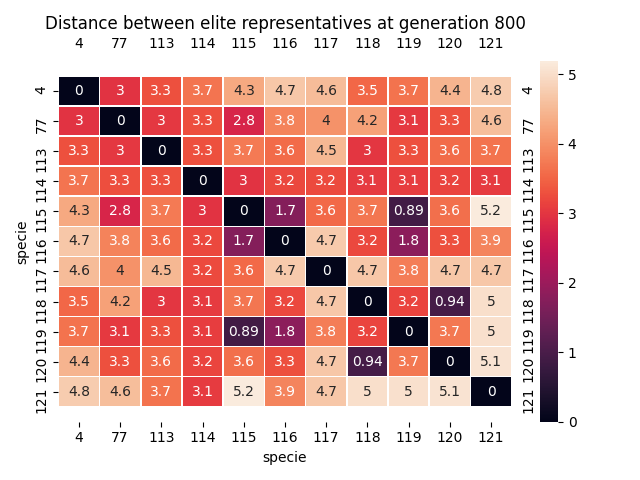 Distance between elite representatives at generation 800
4 77 113 114 115 116 117 118 119 120 121
4 0 3 3.3 3.7 4.3 4.7 4.6 3.5 3.7 4.4 4.8 4
77 3 0 3 3.3 2.8 3.8 4 4.2 3.1 3.3 4.6 77
113 3.3 3 0 3.3 3.7 3.6 4.5 3 3.3 3.6 3.7 113
114 3.7 3.3 3.3 0 3 3.2 3.2 3.1 3.1 3.2 3.1 114
115 4.3 2.8 3.7 3 0 1.7 3.6 3.7 0.89 3.6 5.2 115
116 4.7 3.8 3.6 3.2 1.7 0 4.7 3.2 1.8 3.3 3.9 116
117 4.6 4 4.5 3.2 3.6 4.7 0 4.7 3.8 4.7 4.7 117
118 3.5 4.2 3 3.1 3.7 3.2 4.7 0 3.2 0.94 5 118
119 3.7 3.1 3.3 3.1 0.89 1.8 3.8 3.2 0 3.7 5 119
120 4.4 3.3 3.6 3.2 3.6 3.3 4.7 0.94 3.7 0 5.1 120
121 4.8 4.6 3.7 3.1 5.2 3.9 4.7 5 5 5.1 0 121
4 77 113 114 115 116 117 118 119 120 121
specie
specie
5
4
3
2
1
0